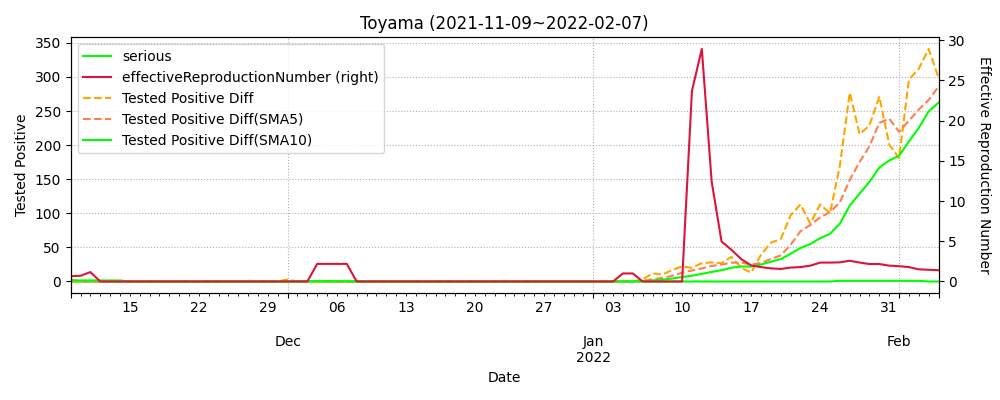 Toyama (2021-11-09~2022-02-07)
350
300
250
200
150
100
50
0
Tested Positive
serious
effectiveReproductionNumber (right)
Tested Positive Diff
Tested Positive Diff(SMA5)
Tested Positive Diff(SMA10)
30
25
20
15
10
5
0
Effective Reproduction Number
15 22 29 06 13 20 27 03 10 17 24 31
Dec Jan Feb
2022
Date